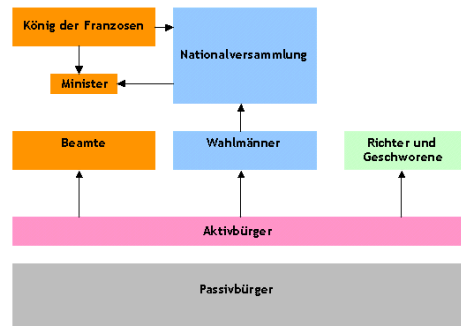 König der Franzosen
Nationalversammlung
Minister
Beamte
Wahlmänner
Richter und
Geschworene
Aktivbürger
Passivbürger